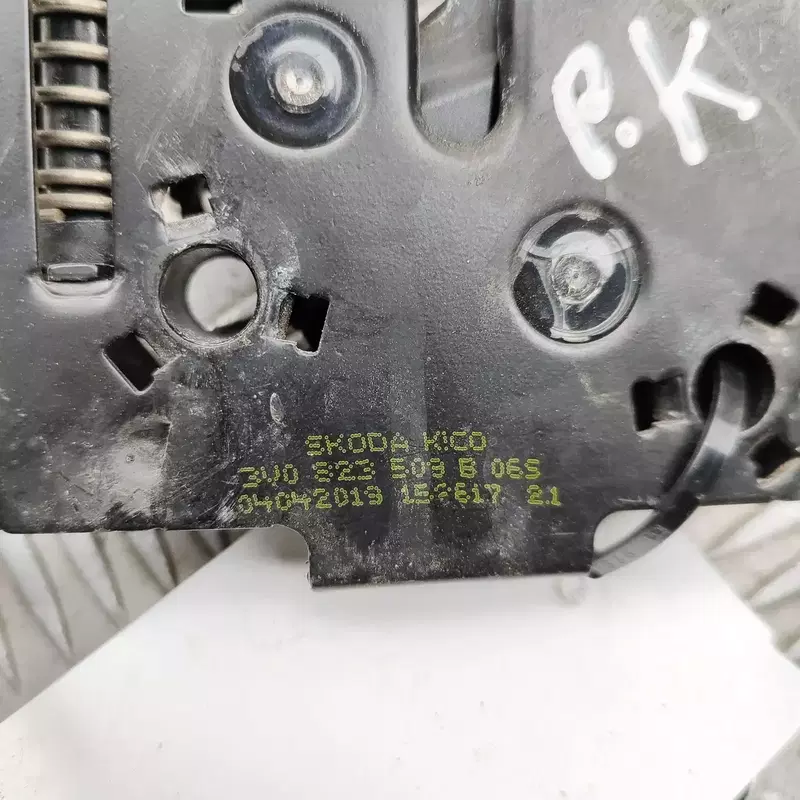 P.K
SKODA KICO
3V0 823 509 B 06S
04042019 21